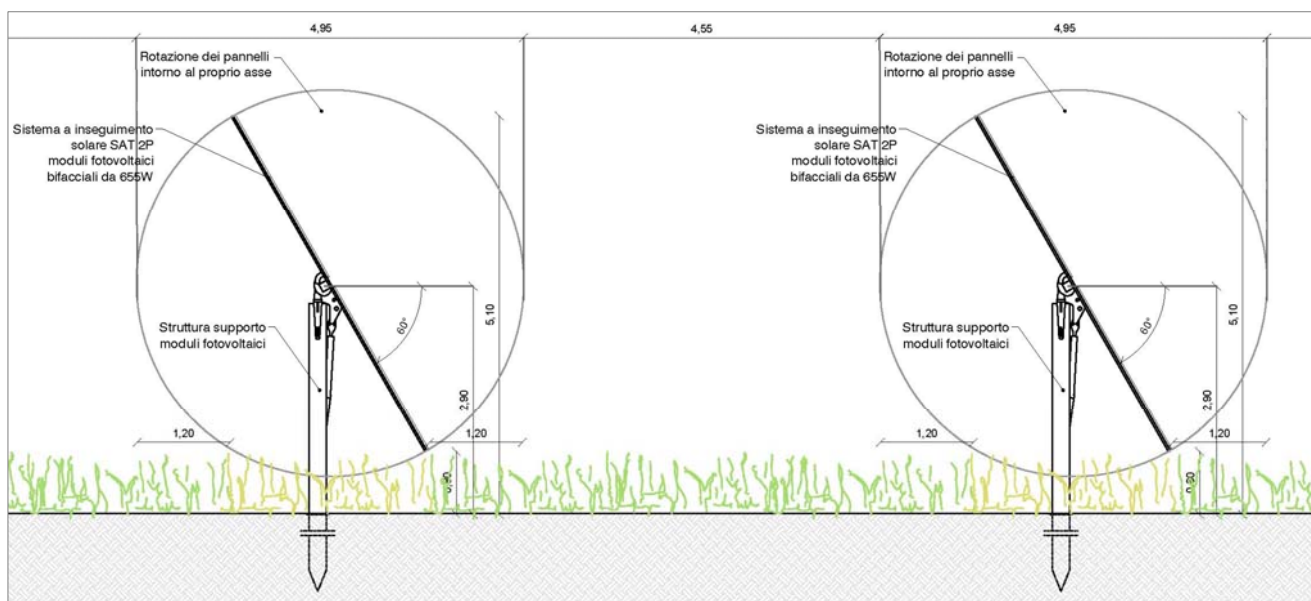 4,95
4,55
4,95
Rotazione dei pannelli
intorno al proprio asse
Sistema a inseguimento
solare SAT 2P
moduli fotovoltaici
bifacciali da 655W
Struttura supporto
moduli fotovoltaici
60°
5,10
2,90
1,20
1,20
Rotazione dei pannelli
intorno al proprio asse
Sistema a inseguimento
solare SAT 2P
moduli fotovoltaici
bifacciali da 655W
Struttura supporto
moduli fotovoltaici
60°
5,10
2,90
1,20
1,20
0,80